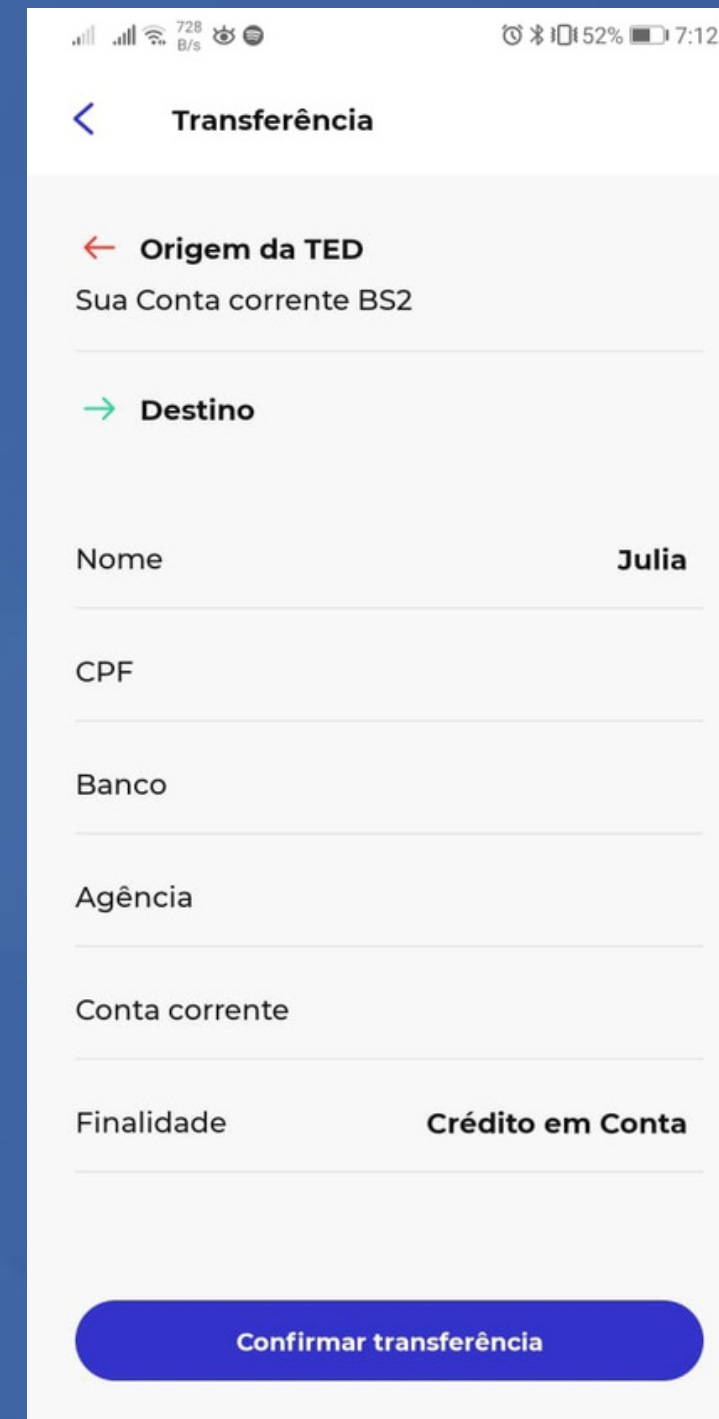 728
B/s
52% 7:12
Transferência
Origem da TED
Sua Conta corrente BS2
Destino
Nome Julia
CPF
Banco
Agência
Conta corrente
Finalidade Crédito em Conta
Confirmar transferência